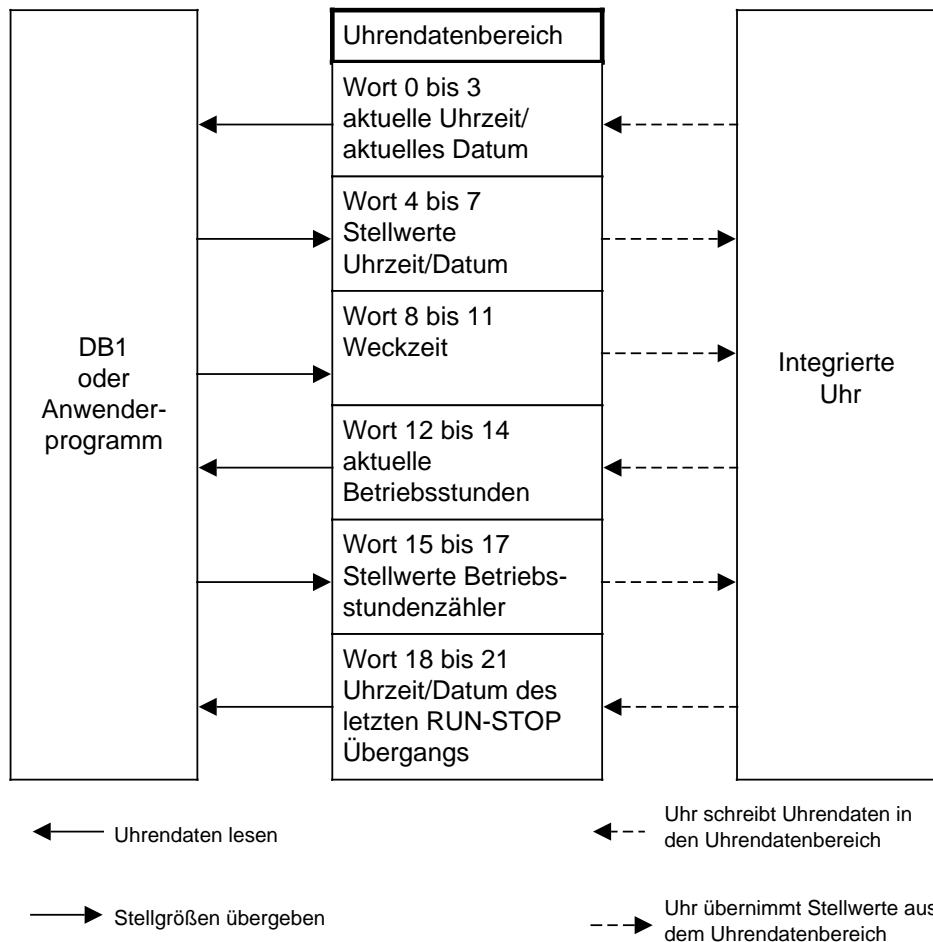 Uhrendatenbereich
Wort 0 bis 3
aktuelle Uhrzeit/
aktuelles Datum
Wort 4 bis 7
Stellwerte
Uhrzeit/Datum
Wort 8 bis 11
Weckzeit
DB1
oder
Anwender-
programm
Integrierte
Uhr
Wort 12 bis 14
aktuelle
Betriebsstunden
Wort 15 bis 17
Stellwerte Betriebs-
stundenzähler
Wort 18 bis 21
Uhrzeit/Datum des
letzten RUN-STOP
Übergangs
Uhrendaten lesen
Uhr schreibt Uhrendaten in
den Uhrendatenbereich
Stellgrößen übergeben
Uhr übernimmt Stellwerte aus
dem Uhrendatenbereich